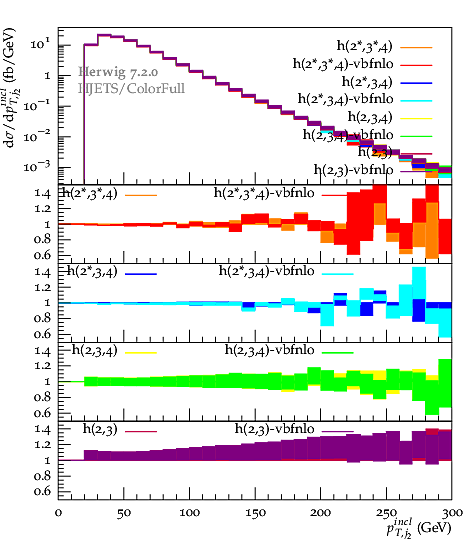 dσ/dp_{T,j₂}^{incl} (fb/GeV)
10¹
1
10⁻¹
10⁻²
10⁻³
Herwig 7.2.0
HJETS/ColorFull
h(2*,3*,4)
h(2*,3*,4)-vbfnlo
h(2*,3,4)
h(2*,3,4)-vbfnlo
h(2,3,4)
h(2,3,4)-vbfnlo
h(2,3)
h(2,3)-vbfnlo
1.4
1.2
1
0.8
0.6
h(2*,3*,4) h(2*,3*,4)-vbfnlo
1.4
1.2
1
0.8
0.6
h(2*,3,4) h(2*,3,4)-vbfnlo
1.4
1.2
1
0.8
0.6
h(2,3,4) h(2,3,4)-vbfnlo
1.4
1.2
1
0.8
0.6
h(2,3) h(2,3)-vbfnlo
0 50 100 150 200 250 300
p_{T,j₂}^{incl} (GeV)